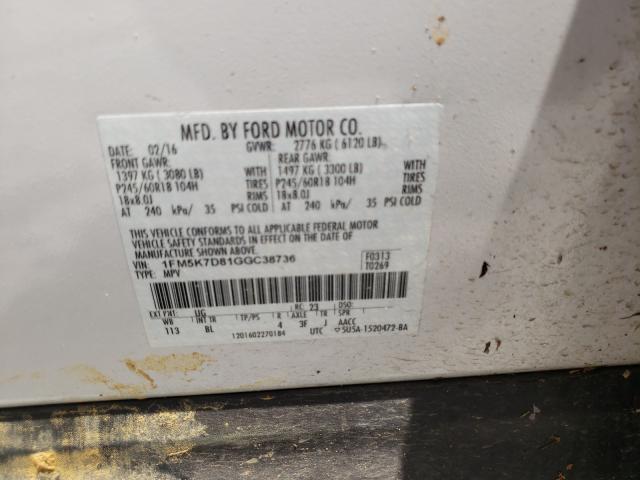 MFD. BY FORD MOTOR CO.
DATE: 02/16 GVWR: 2776 KG ( 6120 LB)
FRONT GAWR: REAR GAWR:
1397 KG ( 3080 LB) WITH 1497 KG ( 3300 LB) WITH
P245/60R18 104H TIRES P245/60R18 104H TIRES
18x8.0J RIMS 18x8.0J RIMS
AT 240 kPa/ 35 PSI COLD AT 240 kPa/ 35 PSI COLD
THIS VEHICLE CONFORMS TO ALL APPLICABLE FEDERAL MOTOR
VEHICLE SAFETY STANDARDS IN EFFECT ON THE DATE OF
MANUFACTURE SHOWN ABOVE.
VIN: 1FM5K7D81GGC38736 F0313
TYPE: MPV T0269
EXT PNT: UG RC: 23 DSO:
WB INT TR TP/PS R AXLE TR SPR
113 BL 4 3F J AACC
1201602270184 UTC 5U5A-1520472-BA